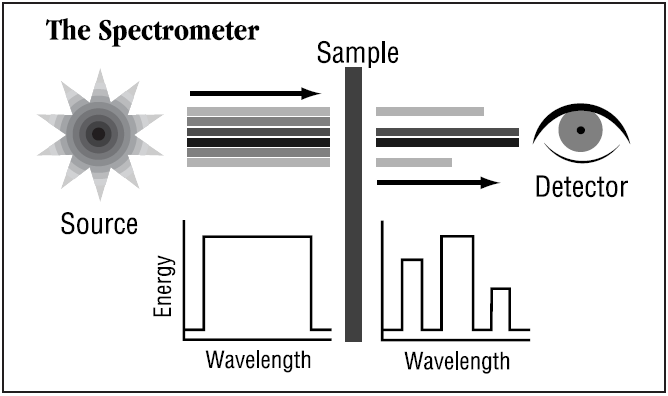 The Spectrometer
Sample
Source
Detector
Energy
Wavelength
Wavelength